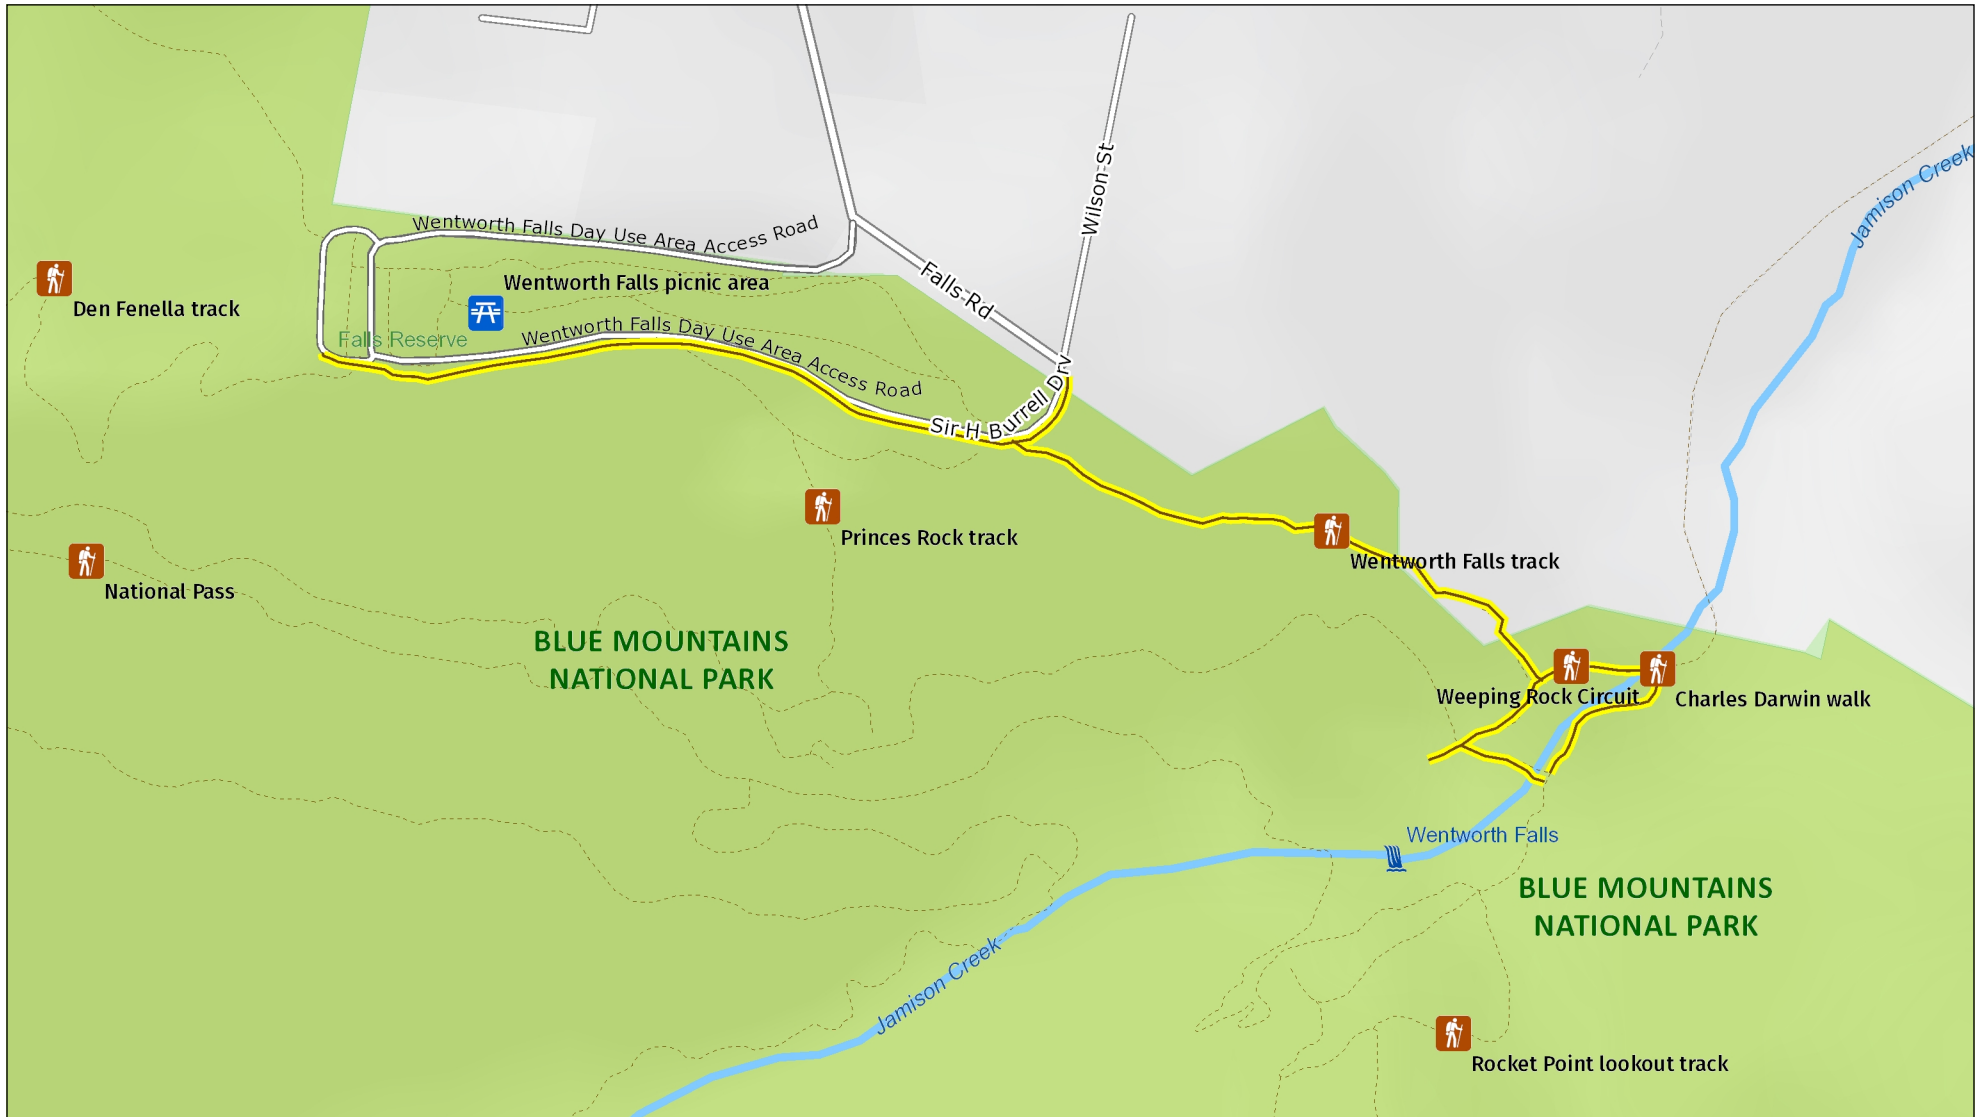 Jamison Creek
Wilson St
Wentworth Falls Day Use Area Access Road
Falls Rd
Wentworth Falls picnic area
Den Fenella track
Falls Reserve
Wentworth Falls Day Use Area Access Road
Sir H Burrell Drv
Princes Rock track
Wentworth Falls track
National Pass
BLUE MOUNTAINS
NATIONAL PARK
Weeping Rock Circuit
Charles Darwin walk
Wentworth Falls
BLUE MOUNTAINS
NATIONAL PARK
Jamison Creek
Rocket Point lookout track